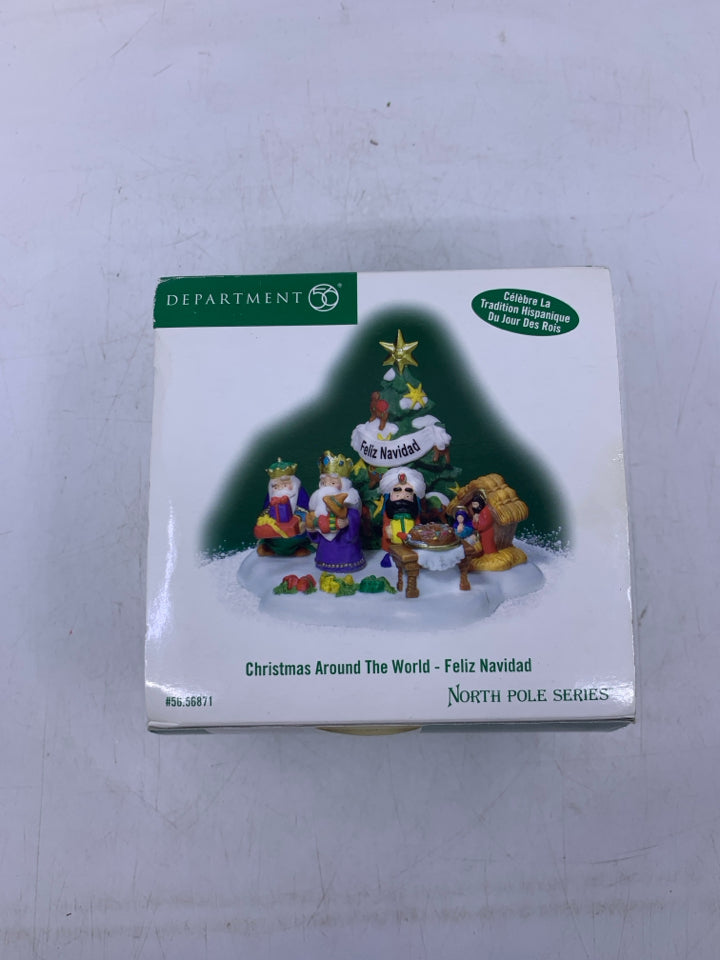 DEPARTMENT 56®
Célèbre La
Tradition Hispanique
Du Jour Des Rois
Feliz Navidad
Christmas Around The World - Feliz Navidad
#56.56871
NORTH POLE SERIES